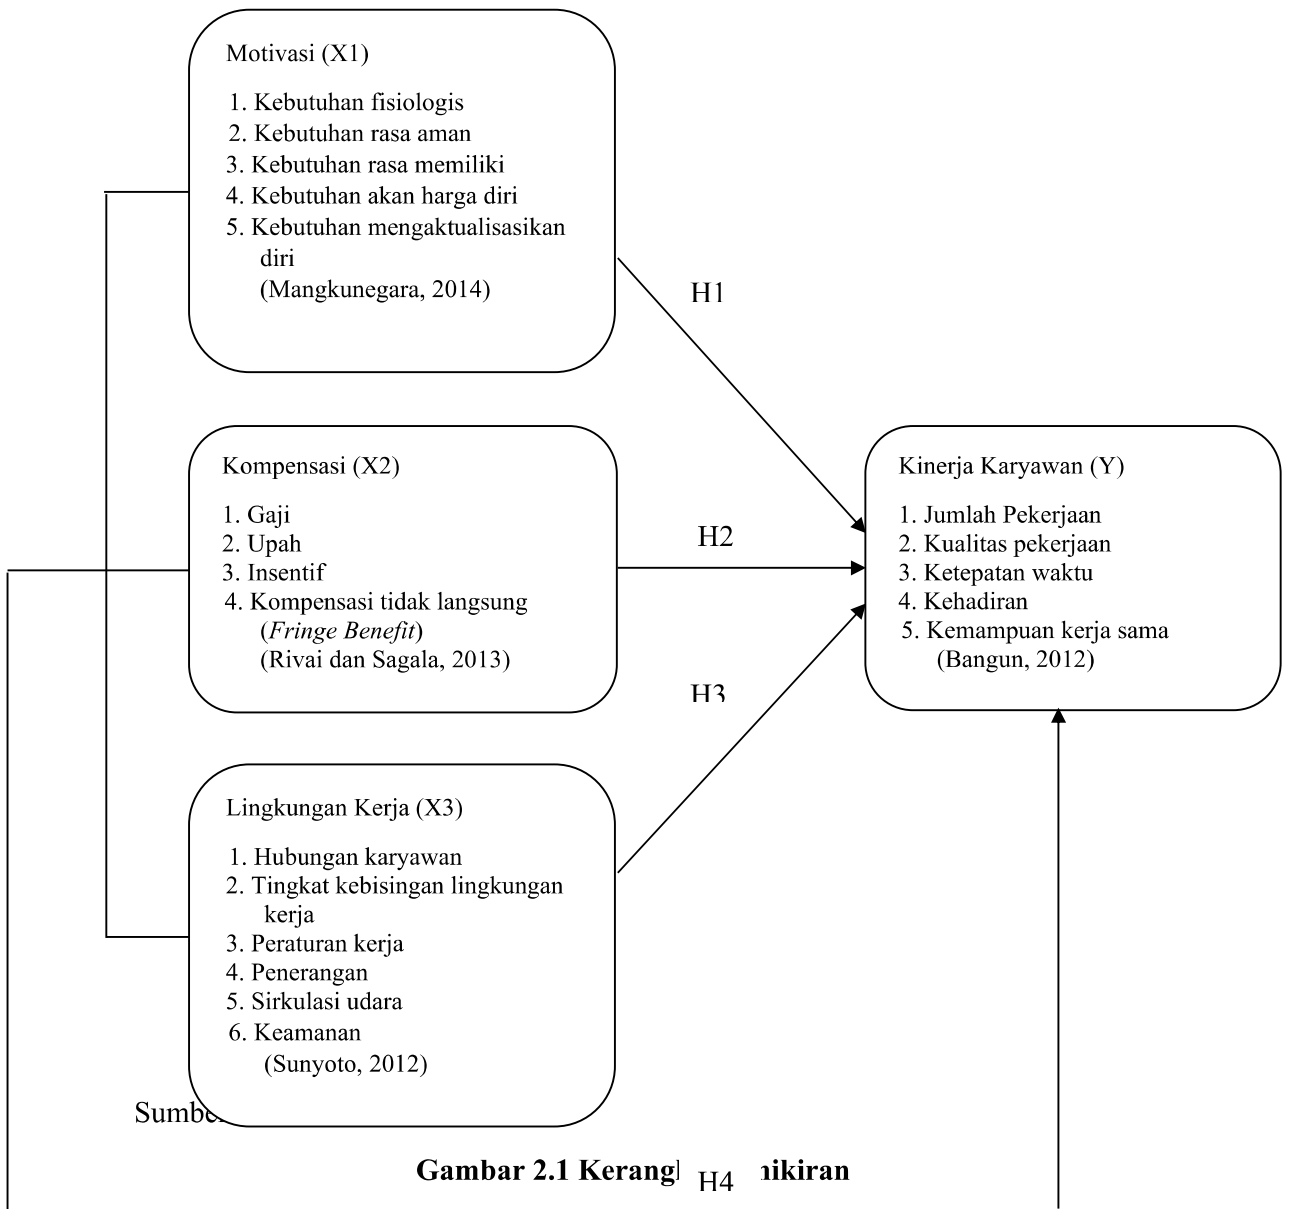 Motivasi (X1)
1. Kebutuhan fisiologis
2. Kebutuhan rasa aman
3. Kebutuhan rasa memiliki
4. Kebutuhan akan harga diri
5. Kebutuhan mengaktualisasikan
diri
(Mangkunegara, 2014)
H1
Kompensasi (X2)
1. Gaji
2. Upah
3. Insentif
4. Kompensasi tidak langsung
(Fringe Benefit)
(Rivai dan Sagala, 2013)
H2
Kinerja Karyawan (Y)
1. Jumlah Pekerjaan
2. Kualitas pekerjaan
3. Ketepatan waktu
4. Kehadiran
5. Kemampuan kerja sama
(Bangun, 2012)
H3
Lingkungan Kerja (X3)
1. Hubungan karyawan
2. Tingkat kebisingan lingkungan
kerja
3. Peraturan kerja
4. Penerangan
5. Sirkulasi udara
6. Keamanan
(Sunyoto, 2012)
Gambar 2.1
H4